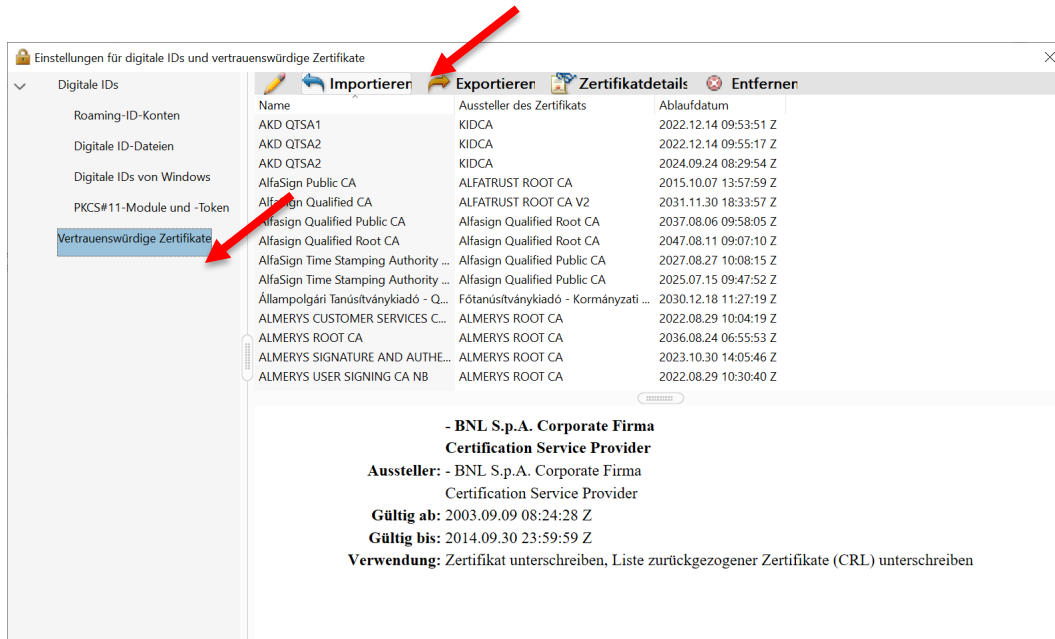 Einstellungen für digitale IDs und vertrauenswürdige Zertifikate
Digitale IDs
Roaming-ID-Konten
Digitale ID-Dateien
Digitale IDs von Windows
PKCS#11-Module und -Token
Vertrauenswürdige Zertifikate
Importieren Exportieren Zertifikatdetails Entfernen
Name Aussteller des Zertifikats Ablaufdatum
AKD QTSA1 KIDCA 2022.12.14 09:53:51 Z
AKD QTSA2 KIDCA 2022.12.14 09:55:17 Z
AKD QTSA2 KIDCA 2024.09.24 08:29:54 Z
AlfaSign Public CA ALFATRUST ROOT CA 2015.10.07 13:57:59 Z
Alfasign Qualified CA ALFATRUST ROOT CA V2 2031.11.30 18:33:57 Z
Alfasign Qualified Public CA Alfasign Qualified Root CA 2037.08.06 09:58:05 Z
Alfasign Qualified Root CA Alfasign Qualified Root CA 2047.08.11 09:07:10 Z
AlfaSign Time Stamping Authority ... Alfasign Qualified Public CA 2027.08.27 10:08:15 Z
AlfaSign Time Stamping Authority ... Alfasign Qualified Public CA 2025.07.15 09:47:52 Z
Állampolgári Tanúsítványkiadó - Q... Főtanúsítványkiadó - Kormányzati ... 2030.12.18 11:27:19 Z
ALMERYS CUSTOMER SERVICES C... ALMERYS ROOT CA 2022.08.29 10:04:19 Z
ALMERYS ROOT CA ALMERYS ROOT CA 2036.08.24 06:55:53 Z
ALMERYS SIGNATURE AND AUTHE... ALMERYS ROOT CA 2023.10.30 14:05:46 Z
ALMERYS USER SIGNING CA NB ALMERYS ROOT CA 2022.08.29 10:30:40 Z
- BNL S.p.A. Corporate Firma
Certification Service Provider
Aussteller: - BNL S.p.A. Corporate Firma
Certification Service Provider
Gültig ab: 2003.09.09 08:24:28 Z
Gültig bis: 2014.09.30 23:59:59 Z
Verwendung: Zertifikat unterschreiben, Liste zurückgezogener Zertifikate (CRL) unterschreiben